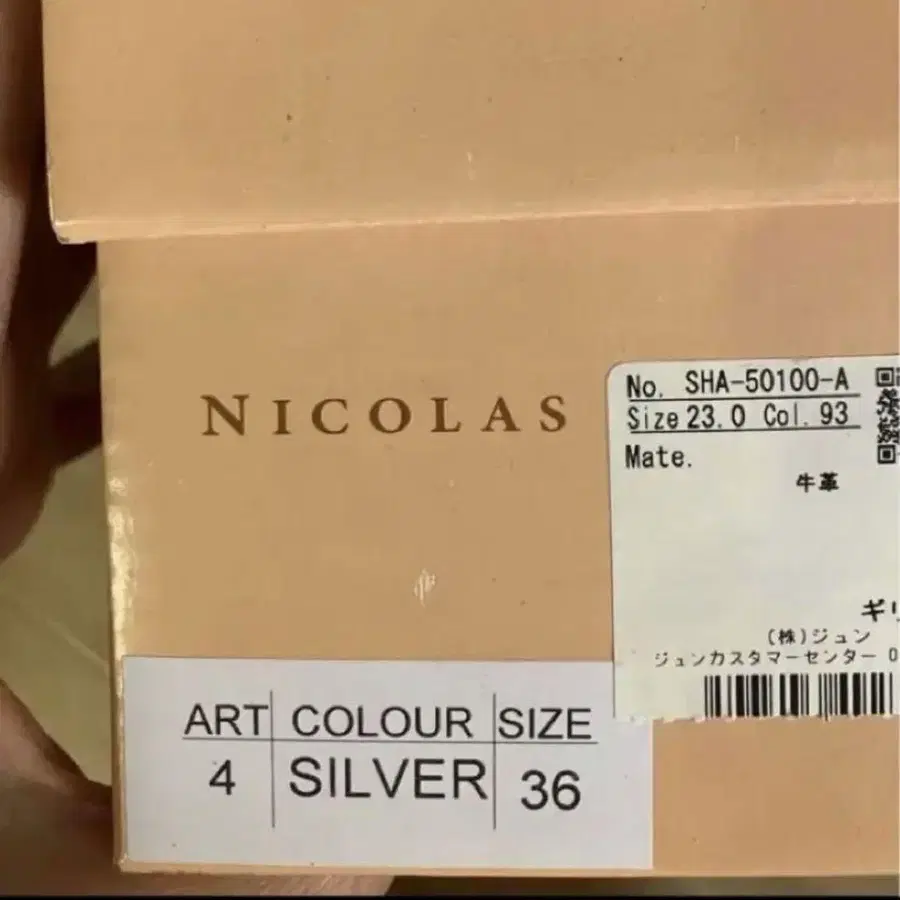 NICOLAS
No. SHA-50100-A
Size 23.0 Col. 93
Mate.
牛革
ギリ
(株)ジュン
ジュンカスタマーセンター 0
ART COLOUR SIZE
4 SILVER 36